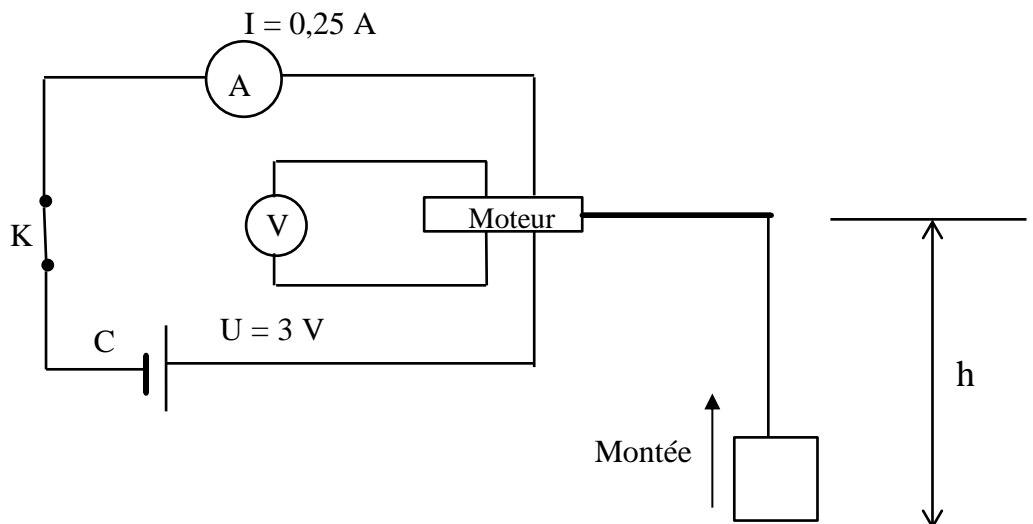 I = 0,25 A
A
V
Moteur
K
C
U = 3 V
h
Montée